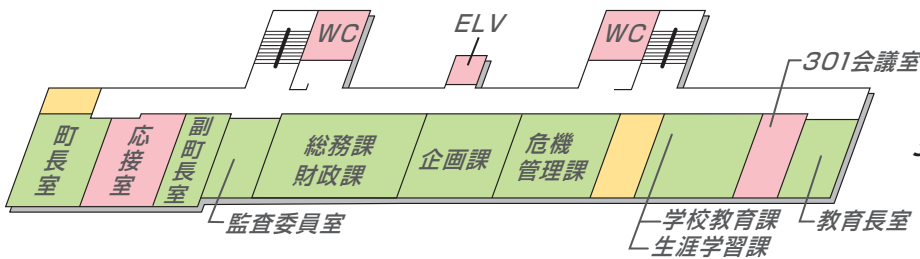 WC
ELV
WC
301会議室
町長室
応接室
副町長室
総務課
財政課
企画課
危機
管理課
監査委員室
学校教育課
生涯学習課
教育長室